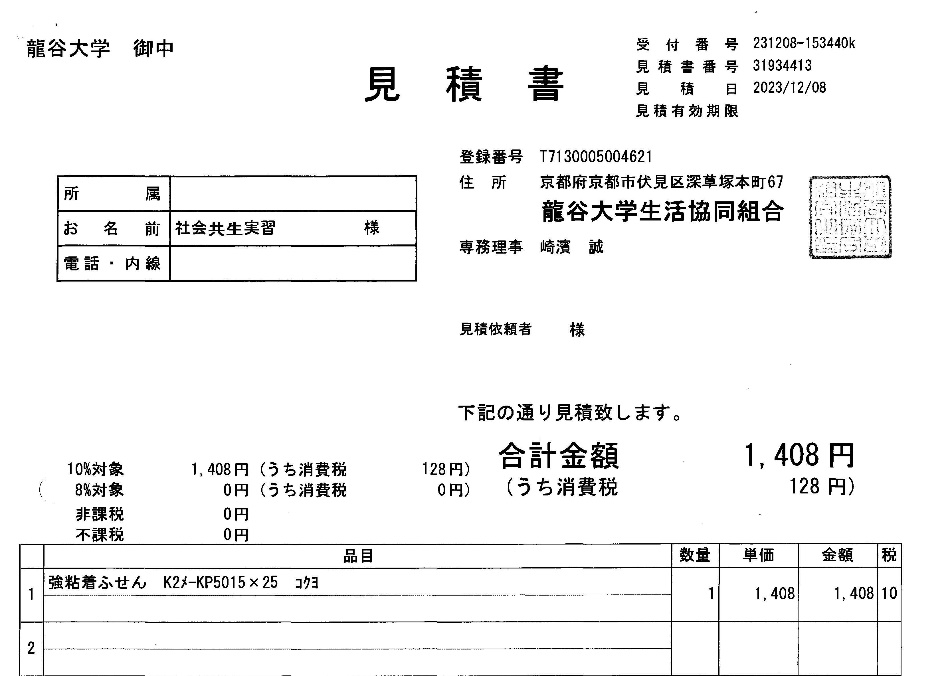 龍谷大学 御中
見積書
受付番号 231208-153440k
見積書番号 31934413
見積日 2023/12/08
見積有効期限
登録番号 T7130005004621
住所 京都府京都市伏見区深草塚本町67
龍谷大学生活協同組合
専務理事 崎濱 誠
所属
お名前 社会共生実習 様
電話・内線
見積依頼者 様
下記の通り見積致します。
合計金額 1,408円
(うち消費税 128円)
10%対象 1,408円 (うち消費税 128円)
( 8%対象 0円 (うち消費税 0円)
非課税 0円
不課税 0円
品目 数量 単価 金額 税
1 強粘着ふせん K2ﾒ-KP5015×25 ｺｸﾖ 1 1,408 1,408 10
2